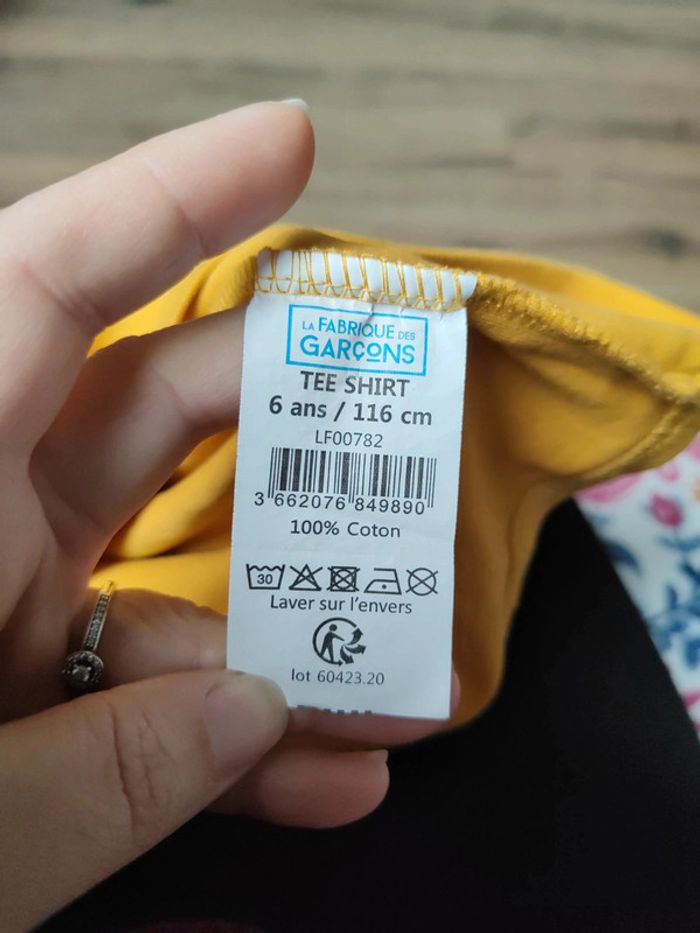 LA FABRIQUE DES
GARÇONS
TEE SHIRT
6 ans / 116 cm
LF00782
3 662076 849890
100% Coton
30
Laver sur l'envers
lot 60423.20